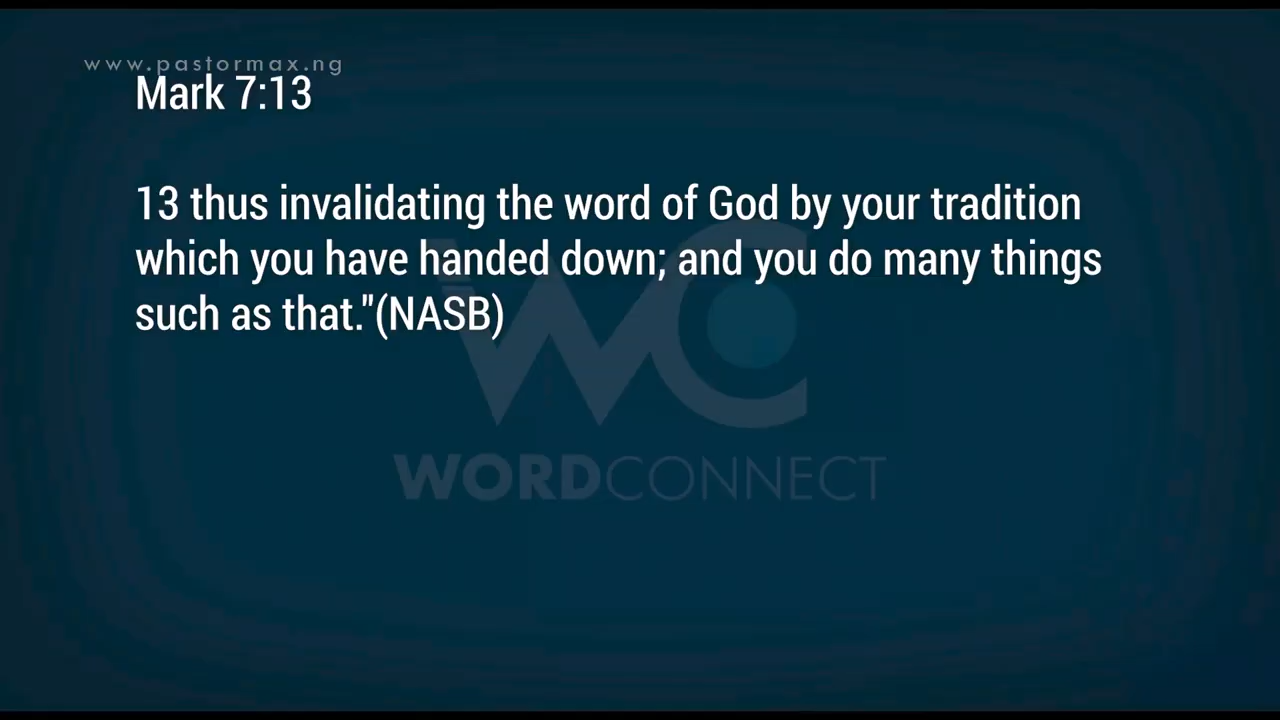 www.pastormax.ng
Mark 7:13
13 thus invalidating the word of God by your tradition
which you have handed down; and you do many things
such as that."(NASB)
WC
WORDCONNECT